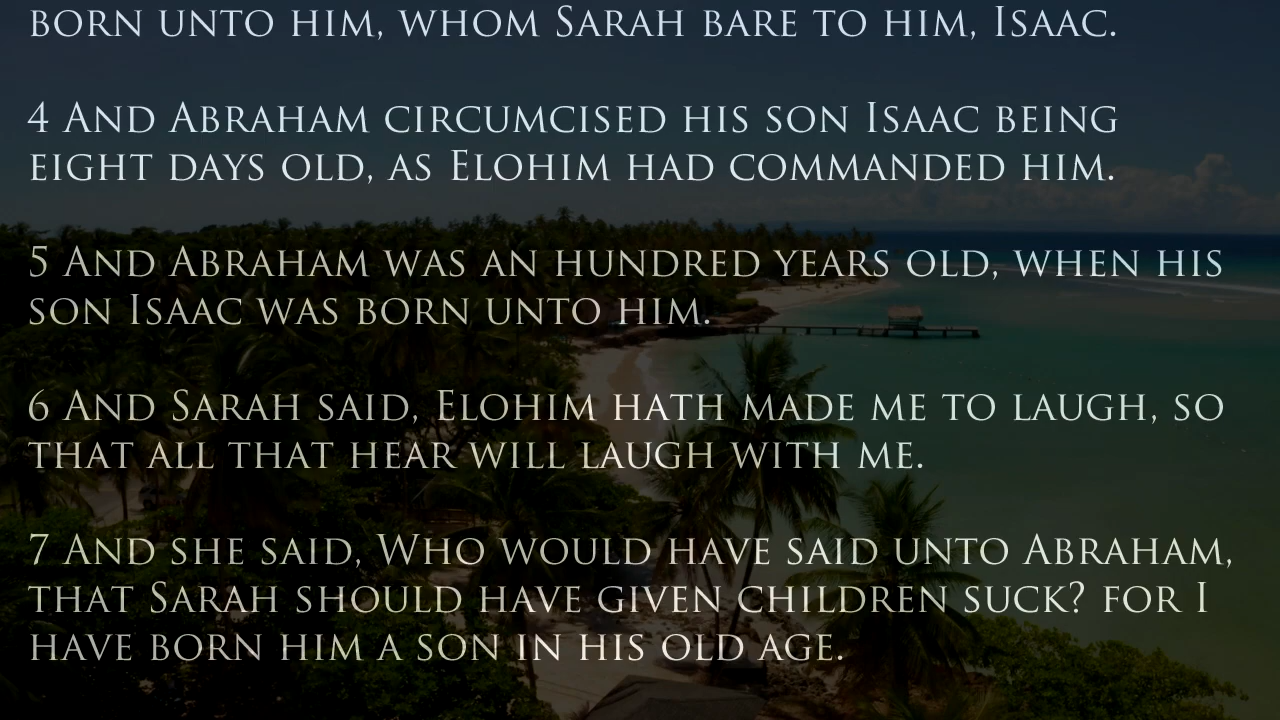 born unto him, whom Sarah bare to him, Isaac.
4 And Abraham circumcised his son Isaac being
eight days old, as Elohim had commanded him.
5 And Abraham was an hundred years old, when his
son Isaac was born unto him.
6 And Sarah said, Elohim hath made me to laugh, so
that all that hear will laugh with me.
7 And she said, Who would have said unto Abraham,
that Sarah should have given children suck? for I
have born him a son in his old age.